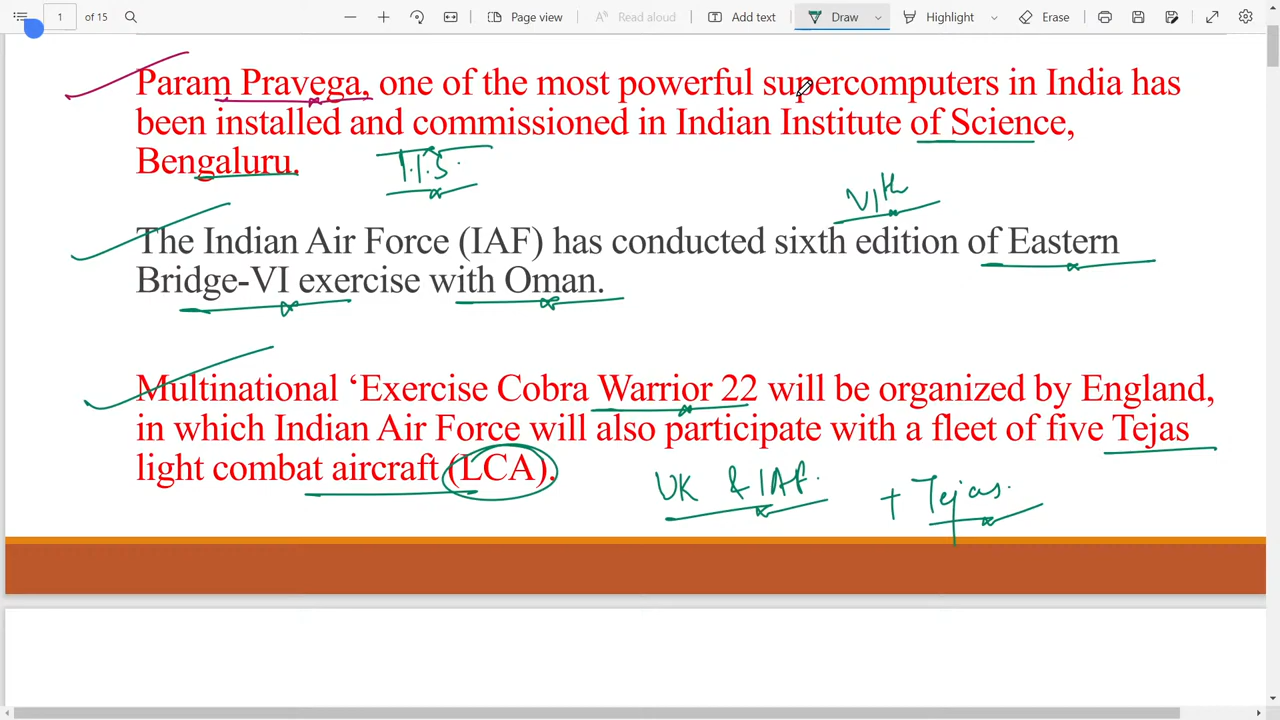 1 of 15 Page view Read aloud Add text Draw Highlight Erase
Param Pravega, one of the most powerful supercomputers in India has
been installed and commissioned in Indian Institute of Science,
Bengaluru.
I.I.S.
VIth
The Indian Air Force (IAF) has conducted sixth edition of Eastern
Bridge-VI exercise with Oman.
Multinational ‘Exercise Cobra Warrior 22 will be organized by England,
in which Indian Air Force will also participate with a fleet of five Tejas
light combat aircraft (LCA).
UK & IAF. + Tejas.